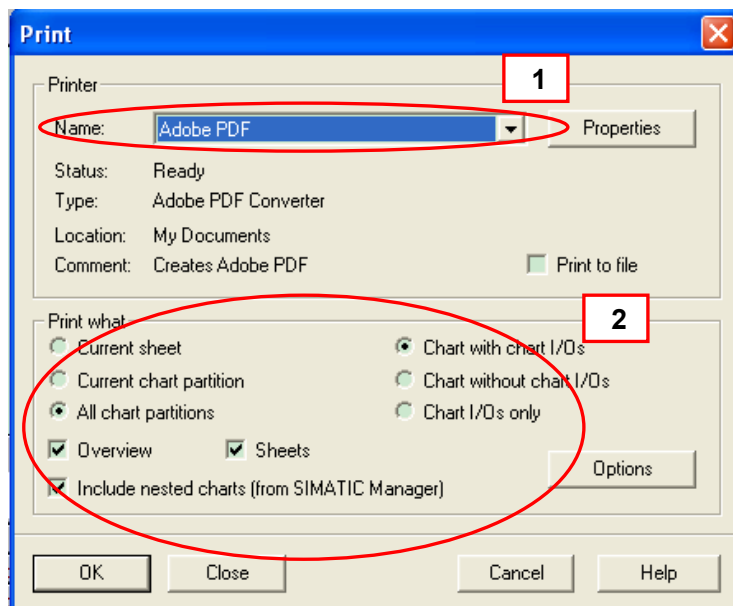 Print
Printer
1
Name: Adobe PDF Properties
Status: Ready
Type: Adobe PDF Converter
Location: My Documents
Comment: Creates Adobe PDF Print to file
Print what
2
Current sheet Chart with chart I/Os
Current chart partition Chart without chart I/Os
All chart partitions Chart I/Os only
Overview Sheets
Options
Include nested charts (from SIMATIC Manager)
OK Close Cancel Help